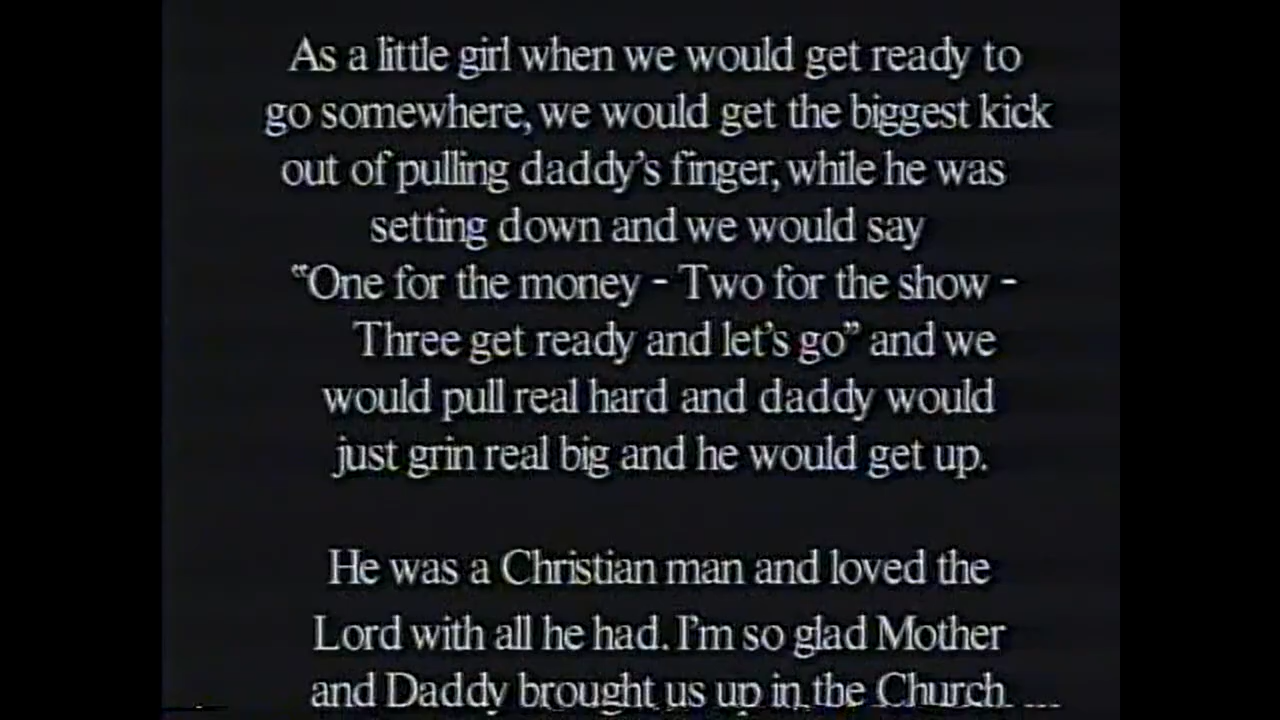 As a little girl when we would get ready to
go somewhere, we would get the biggest kick
out of pulling daddy's finger, while he was
setting down and we would say
“One for the money - Two for the show -
Three get ready and let's go” and we
would pull real hard and daddy would
just grin real big and he would get up.
He was a Christian man and loved the
Lord with all he had. I'm so glad Mother
and Daddy brought us up in the Church